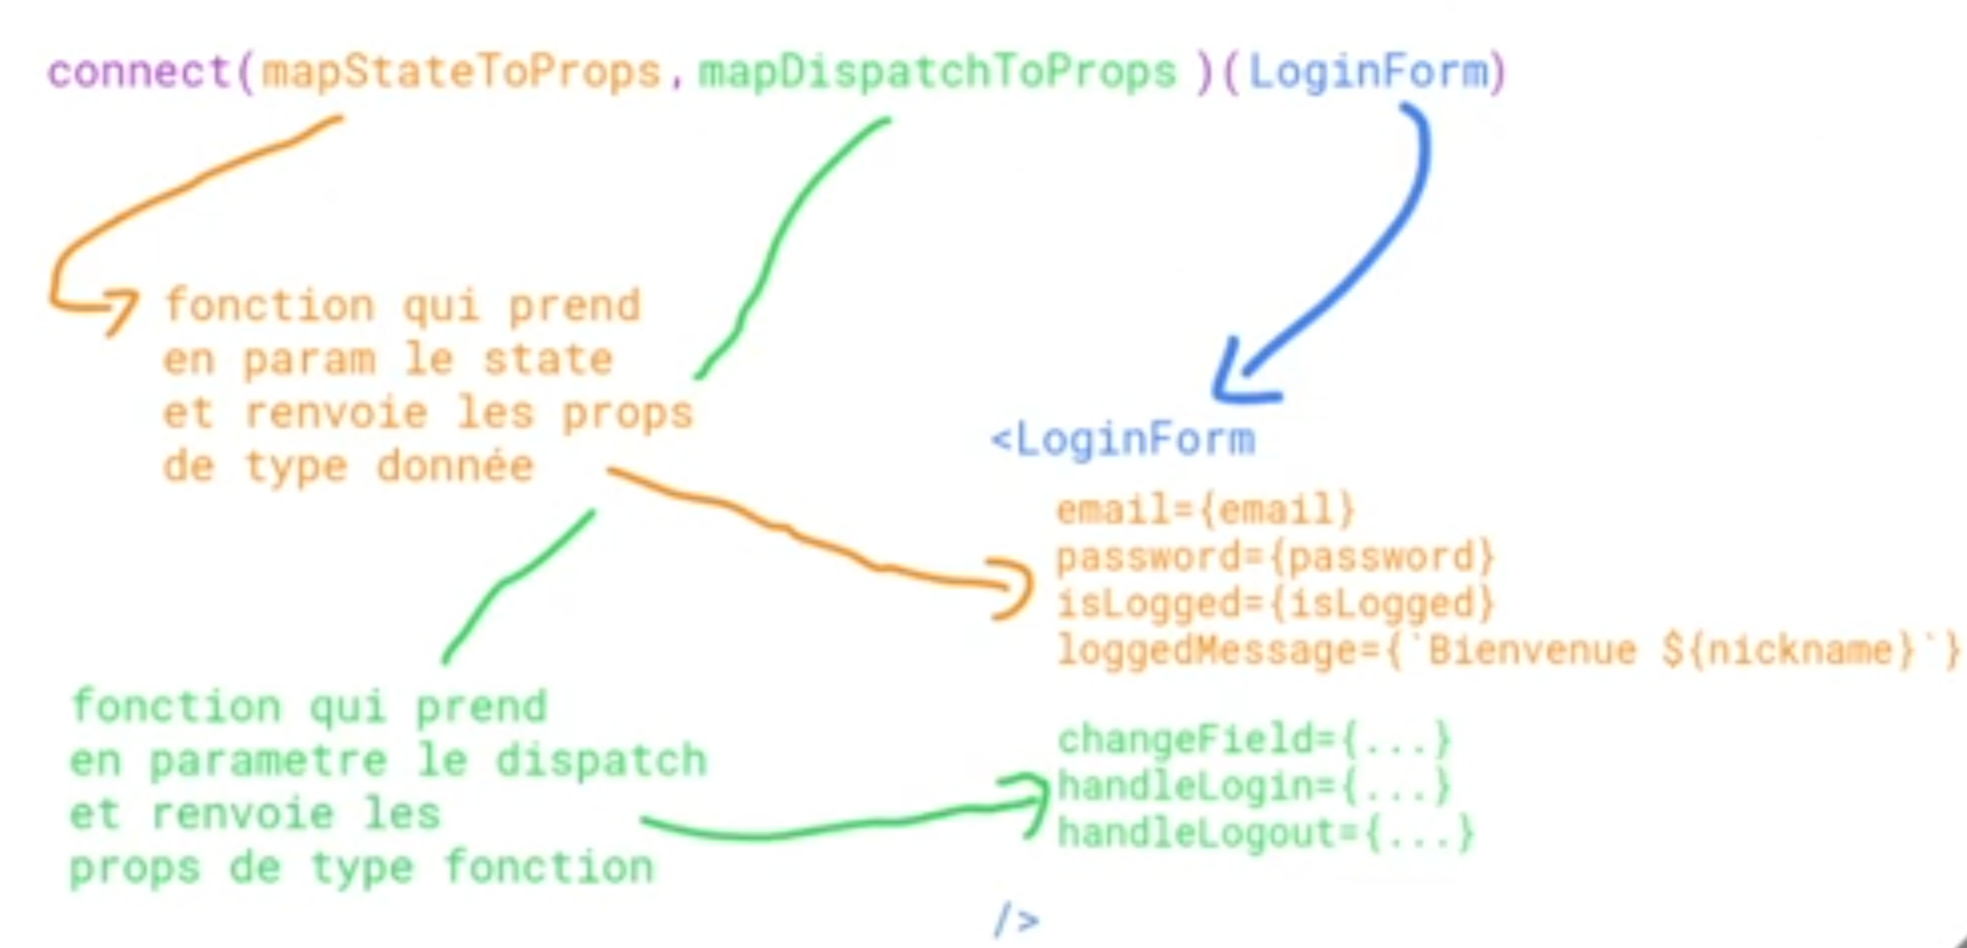 connect(mapStateToProps,mapDispatchToProps )(LoginForm)
fonction qui prend
en param le state
et renvoie les props
de type donnée
fonction qui prend
en parametre le dispatch
et renvoie les
props de type fonction
<LoginForm
email={email}
password={password}
isLogged={isLogged}
loggedMessage={`Bienvenue ${nickname}`}
changeField={...}
handleLogin={...}
handleLogout={...}
/>